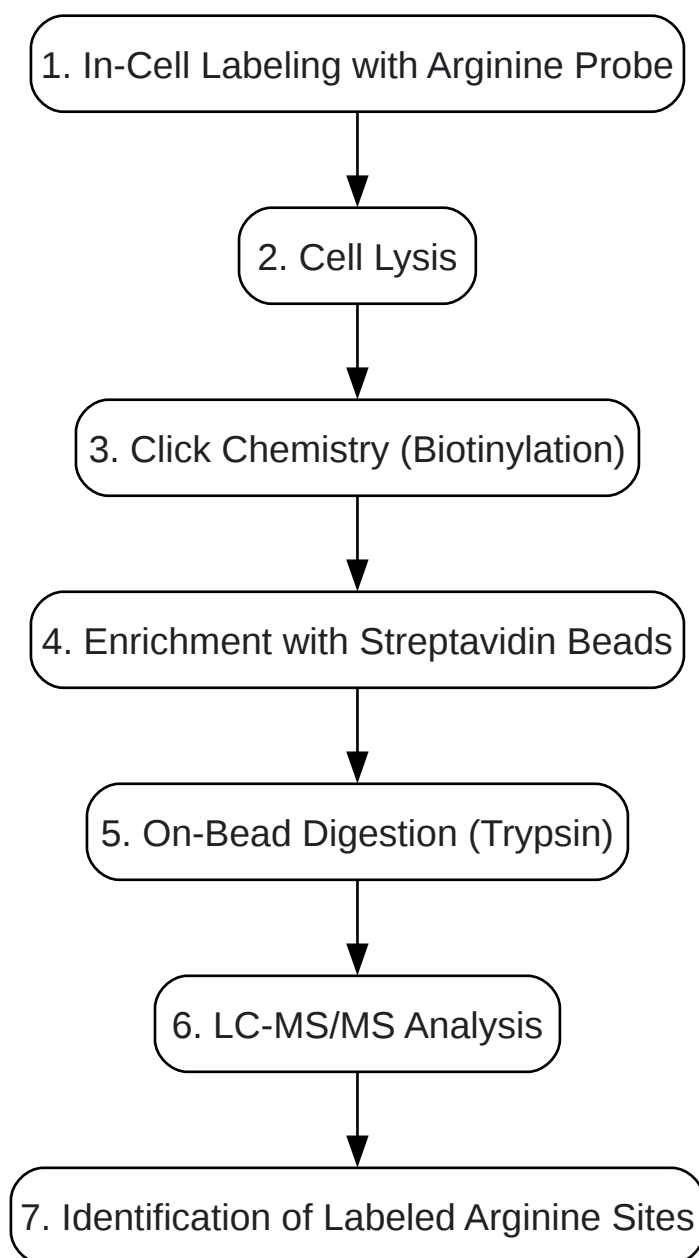 1. In-Cell Labeling with Arginine Probe
2. Cell Lysis
3. Click Chemistry (Biotinylation)
4. Enrichment with Streptavidin Beads
5. On-Bead Digestion (Trypsin)
6. LC-MS/MS Analysis
7. Identification of Labeled Arginine Sites